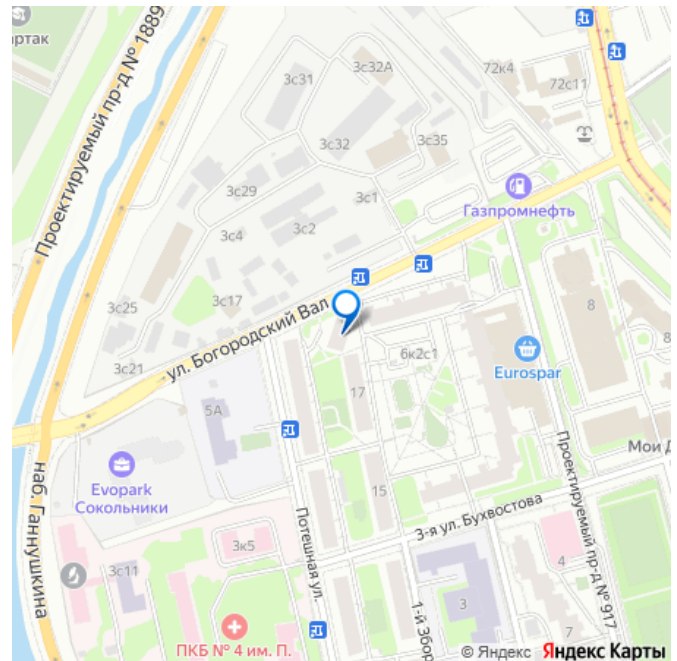 ртак
Проектируемый пр-д № 1889
3с31
3с32А
72к4
72с11
3с32
3с35
3с29
3с1
Газпромнефть
3с4
3с2
3с25
3с17
ул. Богородский Вал
8
3с21
6к2с1
8
17
Eurospar
5А
Мои Д
Evopark
Сокольники
15
3-я ул. Бухвостова
Проектируемый пр-д № 917
наб. Ганнушкина
3к5
Потешная ул.
4
3с11
3
1-й Збор
ПКБ № 4 им. П.
7
© Яндекс Яндекс Карты